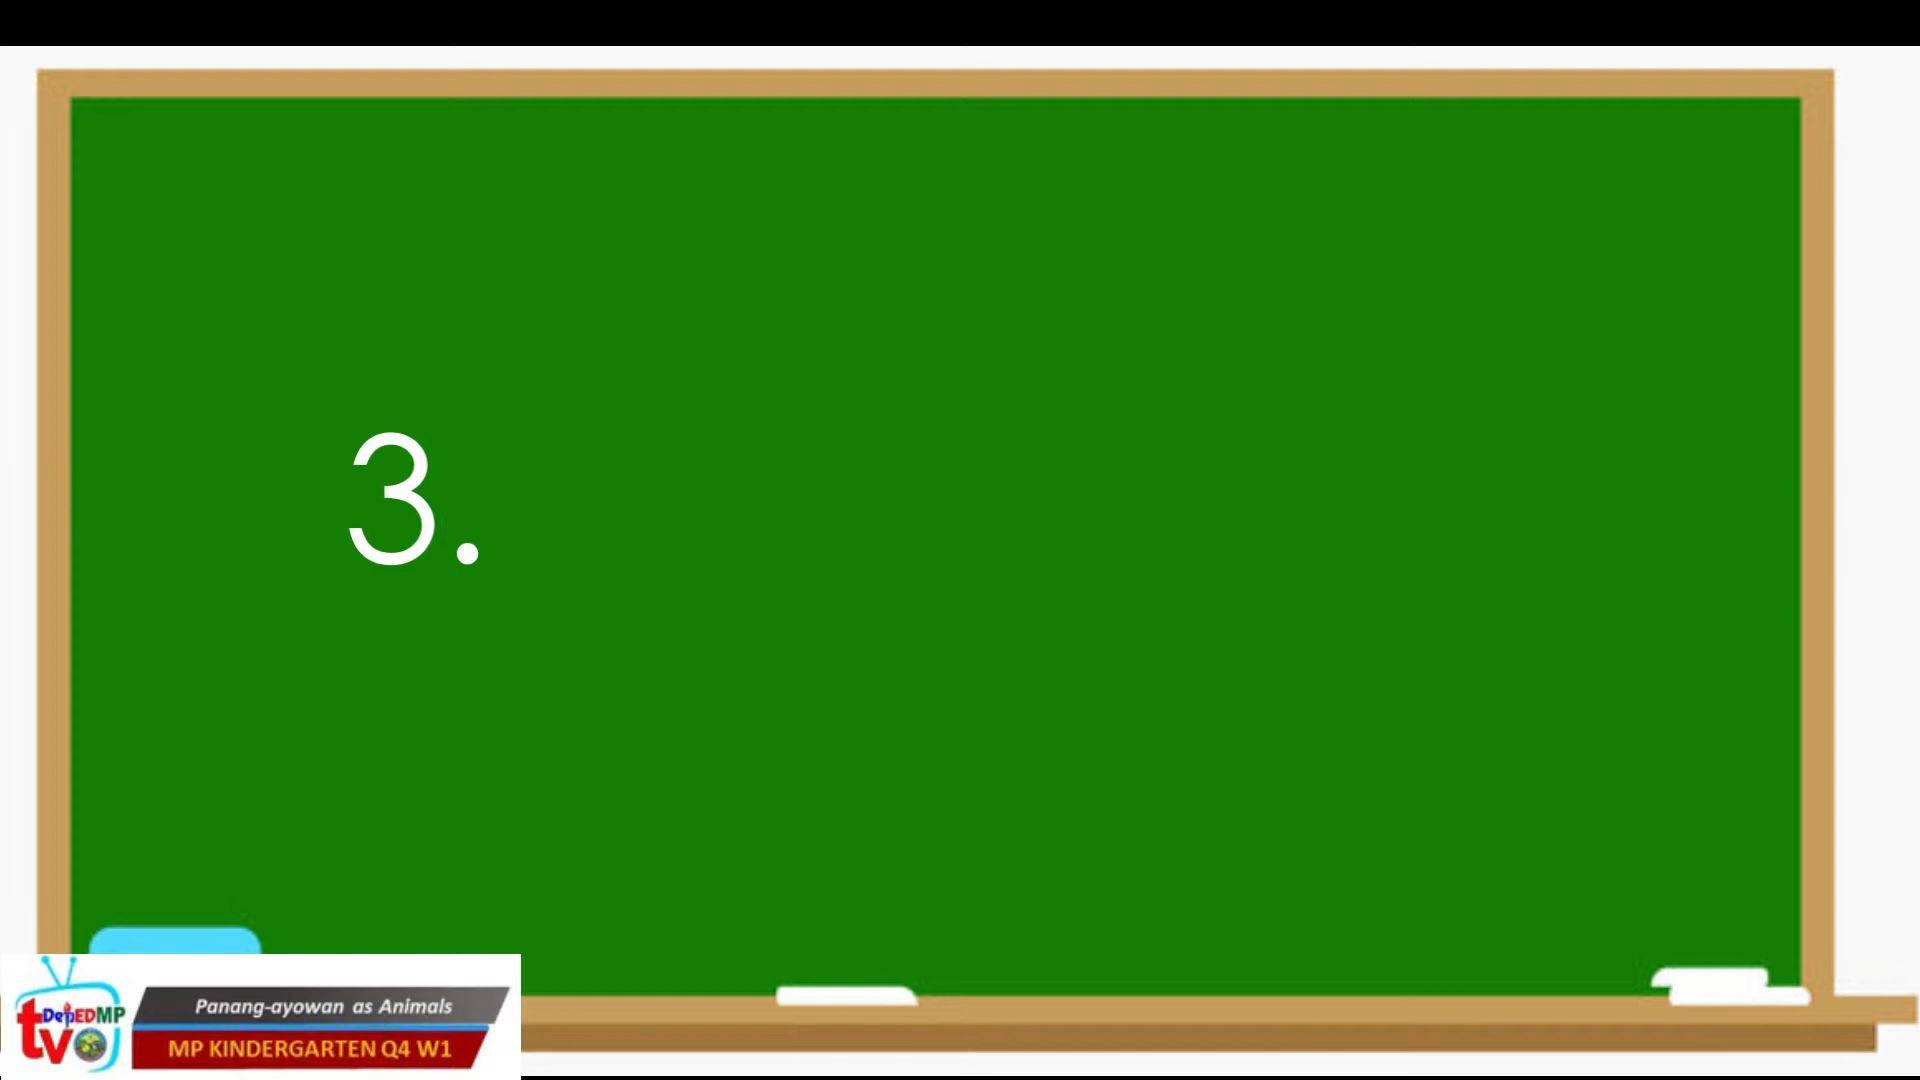 3.
Panang-ayowan as Animals
DepEDMP
tv
MP KINDERGARTEN Q4 W1